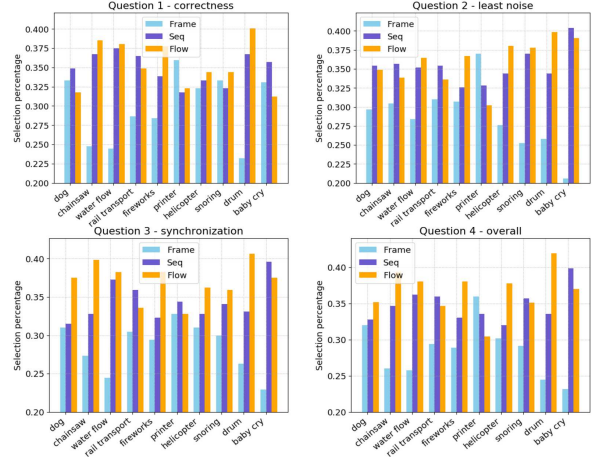 Question 1 - correctness
Selection percentage
0.400
0.375
0.350
0.325
0.300
0.275
0.250
0.225
0.200
Frame
Seq
Flow
dog
chainsaw
water flow
rail transport
fireworks
printer
helicopter
snoring
drum
baby cry
Question 2 - least noise
Selection percentage
0.400
0.375
0.350
0.325
0.300
0.275
0.250
0.225
0.200
Frame
Seq
Flow
dog
chainsaw
water flow
rail transport
fireworks
printer
helicopter
snoring
drum
baby cry
Question 3 - synchronization
Selection percentage
0.40
0.35
0.30
0.25
0.20
Frame
Seq
Flow
dog
chainsaw
water flow
rail transport
fireworks
printer
helicopter
snoring
drum
baby cry
Question 4 - overall
Selection percentage
0.40
0.35
0.30
0.25
0.20
Frame
Seq
Flow
dog
chainsaw
water flow
rail transport
fireworks
printer
helicopter
snoring
drum
baby cry